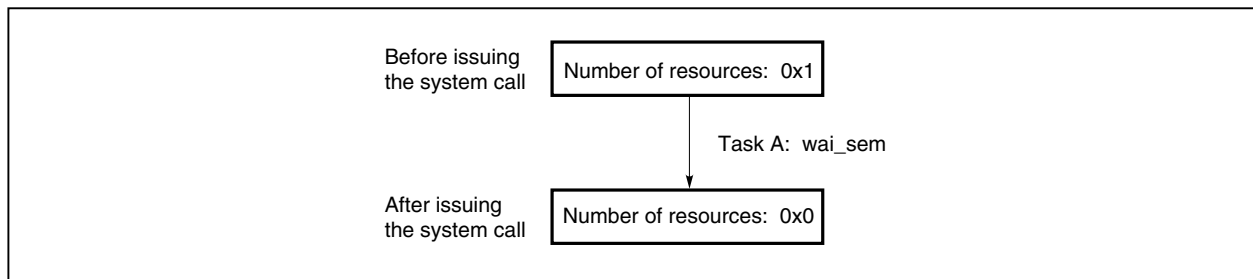 Before issuing
the system call
Number of resources: 0x1
Task A: wai_sem
After issuing
the system call
Number of resources: 0x0